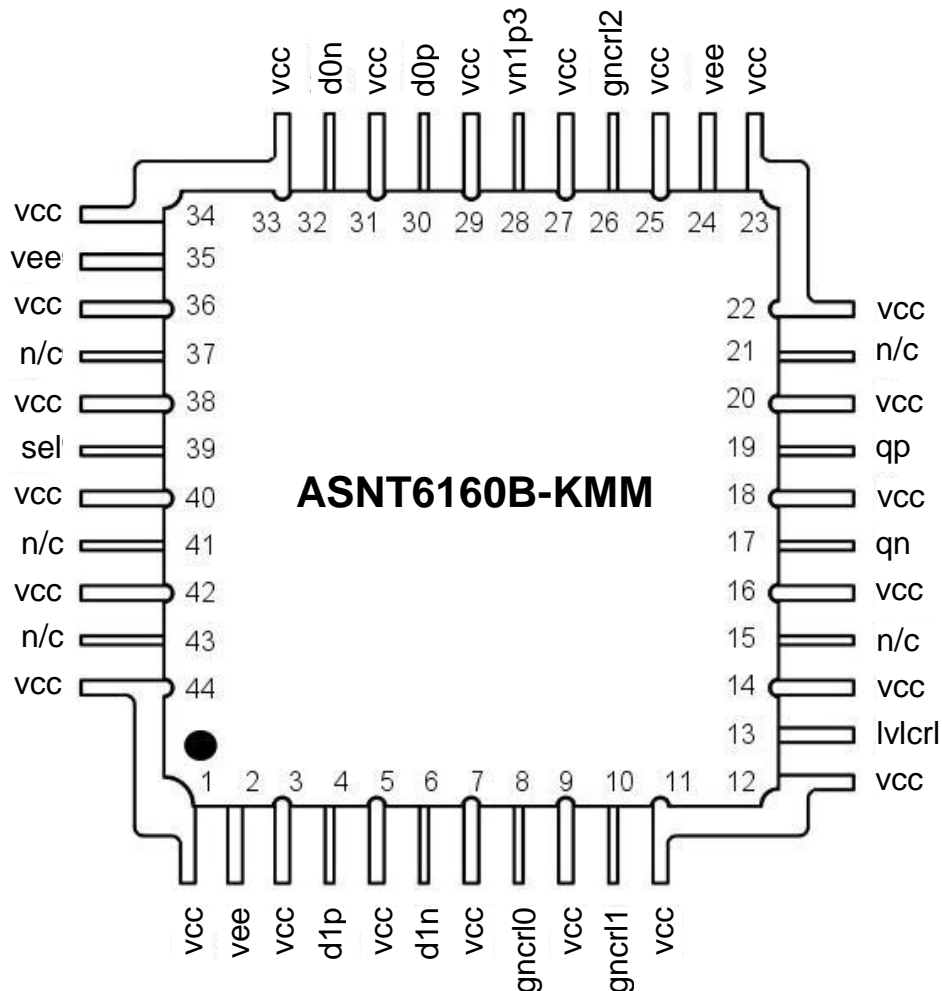 vcc d0n vcc d0p vcc vn1p3 vcc gncrl2 vcc vee vcc
33 32 31 30 29 28 27 26 25 24 23
vcc 34
vee 35
vcc 36
22 vcc
n/c 37
21 n/c
vcc 38
20 vcc
sel 39
19 qp
ASNT6160B-KMM
vcc 40
18 vcc
n/c 41
17 qn
vcc 42
16 vcc
n/c 43
15 n/c
vcc 44
14 vcc
13 lvlcrl
12 vcc
1 2 3 4 5 6 7 8 9 10 11
vcc vee vcc d1p vcc d1n vcc gncrl0 vcc gncrl1 vcc